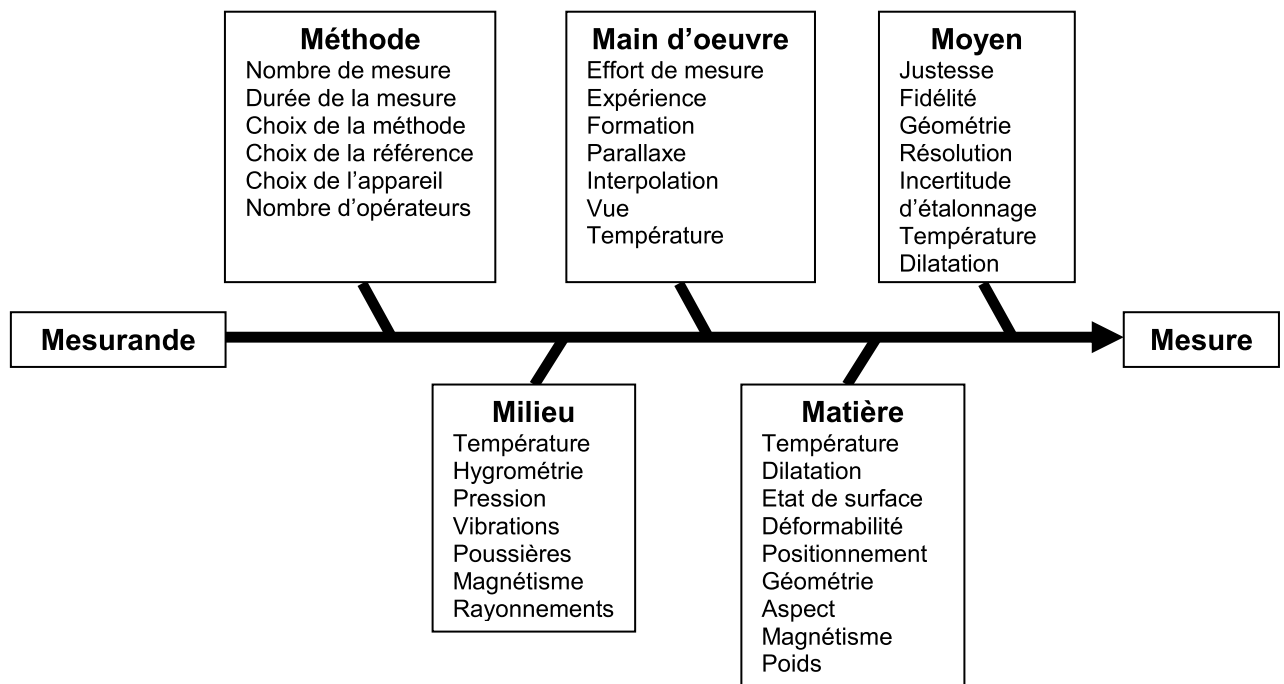 Méthode
Nombre de mesure
Durée de la mesure
Choix de la méthode
Choix de la référence
Choix de l’appareil
Nombre d’opérateurs
Main d’oeuvre
Effort de mesure
Expérience
Formation
Parallaxe
Interpolation
Vue
Température
Moyen
Justesse
Fidélité
Géométrie
Résolution
Incertitude
d’étalonnage
Température
Dilatation
Mesurande
Mesure
Milieu
Température
Hygrométrie
Pression
Vibrations
Poussières
Magnétisme
Rayonnements
Matière
Température
Dilatation
Etat de surface
Déformabilité
Positionnement
Géométrie
Aspect
Magnétisme
Poids